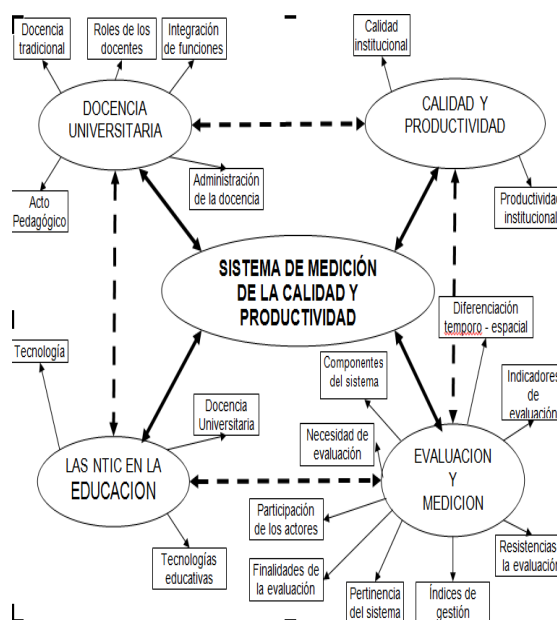 Docencia
tradicional
Roles de los
docentes
Integración
de funciones
Calidad
institucional
DOCENCIA
UNIVERSITARIA
CALIDAD Y
PRODUCTIVIDAD
Acto
Pedagógico
Administración
de la docencia
Productividad
institucional
SISTEMA DE MEDICIÓN
DE LA CALIDAD Y
PRODUCTIVIDAD
Diferenciación
temporo - espacial
Tecnología
Componentes
del sistema
Indicadores
de
evaluación
Docencia
Universitaria
Necesidad de
evaluación
LAS NTIC EN LA
EDUCACION
EVALUACION
Y
MEDICION
Participación
de los actores
Tecnologías
educativas
Finalidades de
la evaluación
Pertinencia
del sistema
Índices de
gestión
Resistencias
la evaluación